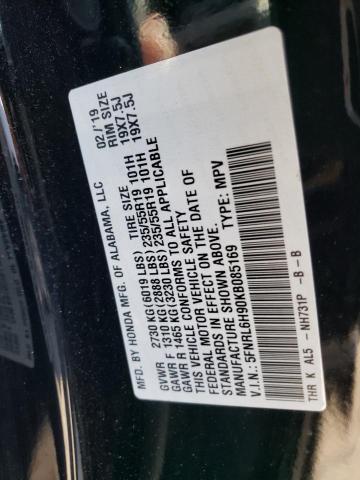 MFD. BY HONDA MFG. OF ALABAMA, LLC 02/'19
TIRE SIZE RIM SIZE
GVWR 2730 KG(6019 LBS)
GAWR F 1310 KG(2888 LBS) 235/55R19 101H 19X7.5J
GAWR R 1465 KG(3230 LBS) 235/55R19 101H 19X7.5J
THIS VEHICLE CONFORMS TO ALL APPLICABLE
FEDERAL MOTOR VEHICLE SAFETY
STANDARDS IN EFFECT ON THE DATE OF
MANUFACTURE SHOWN ABOVE.
V.I.N.: 5FNRL6H90KB085169 TYPE: MPV
THR K AL5 - NH731P -B - B